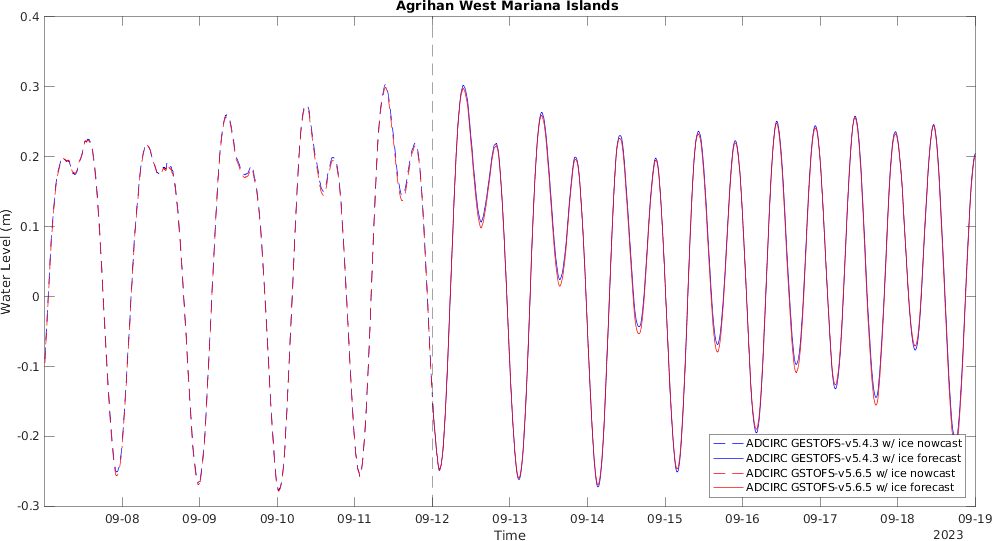 Agrihan West Mariana Islands
Water Level (m)
0.4
0.3
0.2
0.1
0
-0.1
-0.2
-0.3
ADCIRC GESTOFS-v5.4.3 w/ ice nowcast
ADCIRC GESTOFS-v5.4.3 w/ ice forecast
ADCIRC GSTOFS-v5.6.5 w/ ice nowcast
ADCIRC GSTOFS-v5.6.5 w/ ice forecast
09-08 09-09 09-10 09-11 09-12 09-13 09-14 09-15 09-16 09-17 09-18 09-19
Time
2023